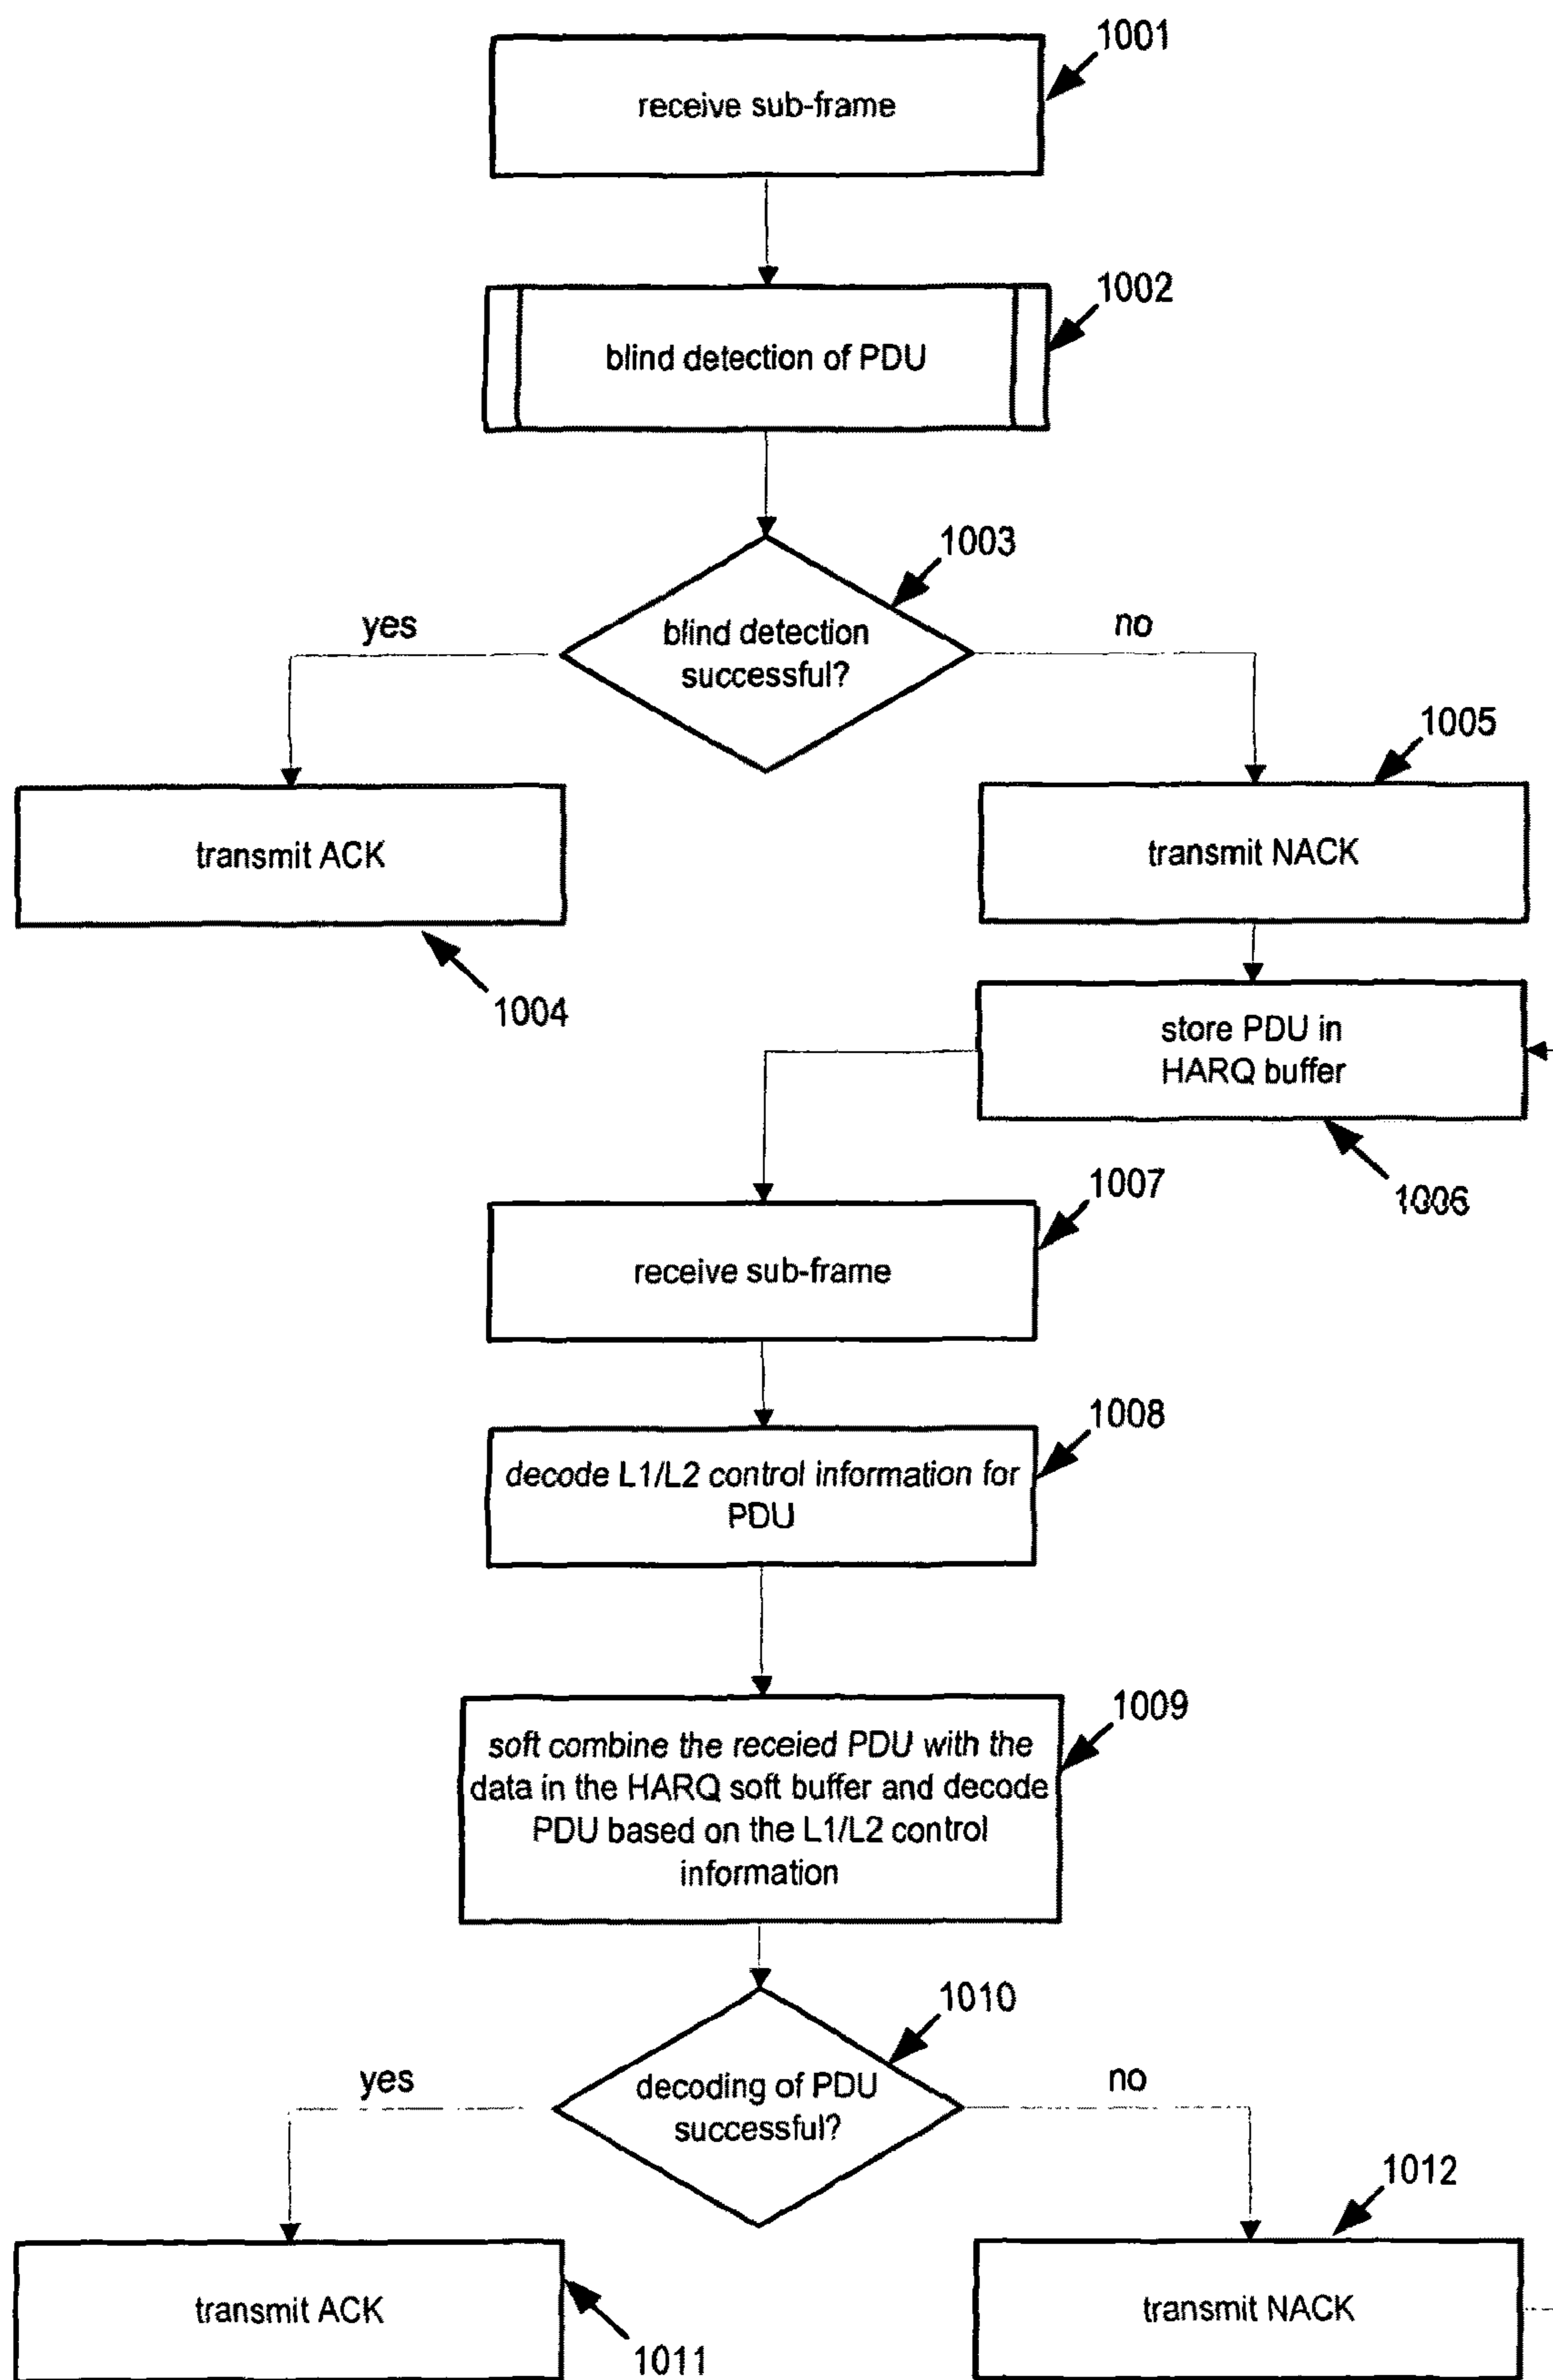 1001
receive sub-frame
1002
blind detection of PDU
1003
blind detection
successful?
yes
no
1005
transmit ACK
transmit NACK
1004
store PDU in
HARQ buffer
1006
1007
receive sub-frame
1008
decode L1/L2 control information for
PDU
1009
soft combine the receied PDU with the
data in the HARQ soft buffer and decode
PDU based on the L1/L2 control
information
1010
decoding of PDU
successful?
yes
no
1012
transmit ACK
transmit NACK
1011